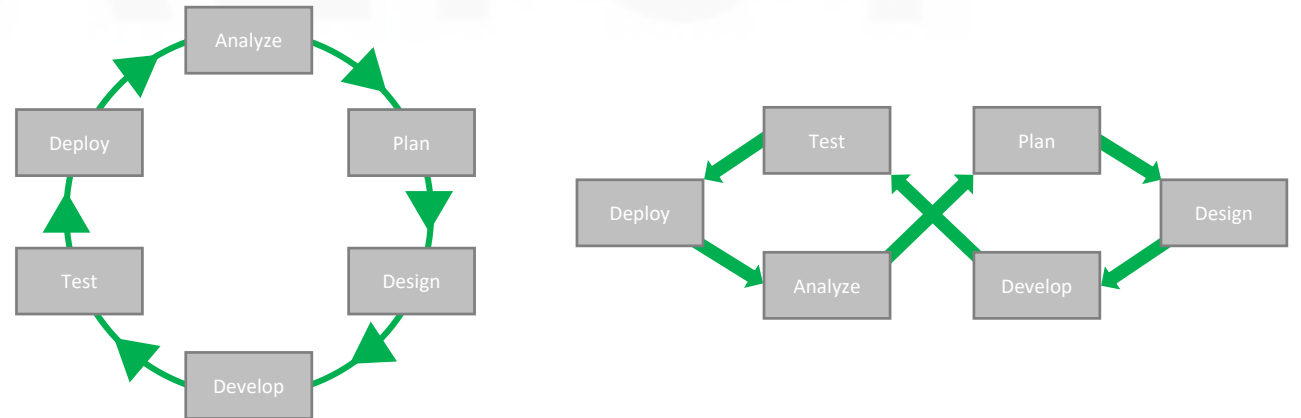 Analyze
Deploy
Plan
Test
Design
Develop
Test
Plan
Deploy
Design
Analyze
Develop